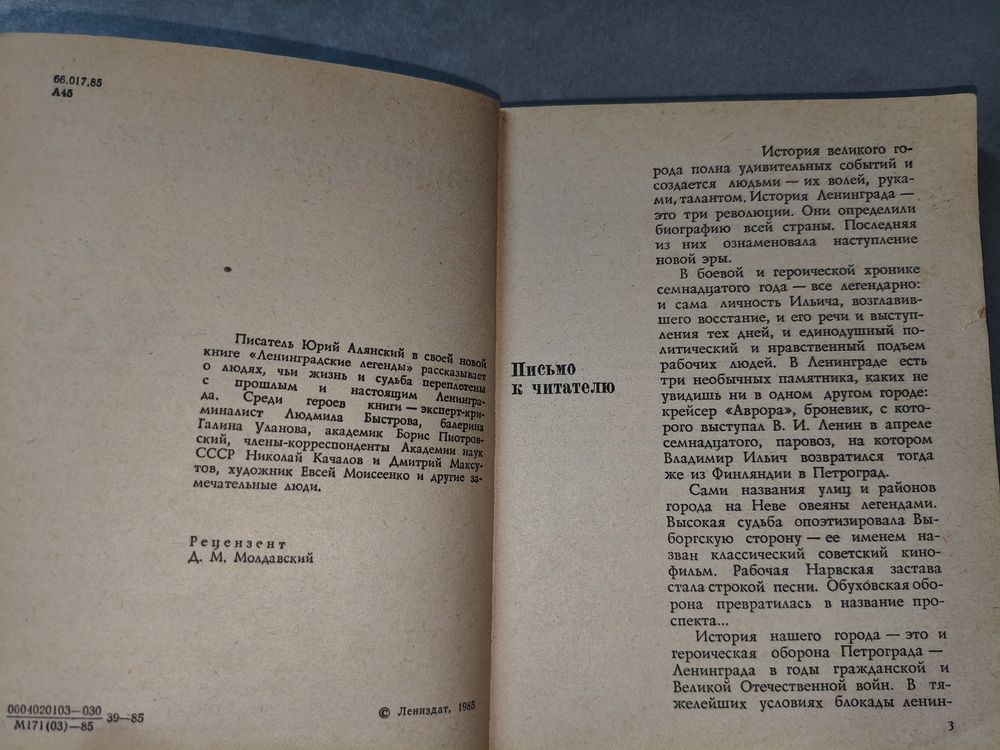 66.017.85
А45
Писатель Юрий Алянский в своей новой
книге «Ленинградские легенды» рассказывает
о людях, чьи жизнь и судьба переплетены
с прошлым и настоящим Ленингра-
да. Среди героев книги — эксперт-кри-
миналист Людмила Быстрова, балерина
Галина Уланова, академик Борис Пиотров-
ский, члены-корреспонденты Академии наук
СССР Николай Качалов и Дмитрий Максу-
тов, художник Евсей Моисеенко и другие за-
мечательные люди.
Рецензент
Д. М. Молдавский
0604020103—030
М171(03)—85
39—85
© Лениздат, 1985
Письмо
к читателю
История великого го-
рода полна удивительных событий и
создается людьми — их волей, рука-
ми, талантом. История Ленинграда —
это три революции. Они определили
биографию всей страны. Последняя
из них ознаменовала наступление
новой эры.
В боевой и героической хронике
семнадцатого года — все легендарно:
и сама личность Ильича, возглавив-
шего восстание, и его речи и выступ-
ления тех дней, и единодушный по-
литический и нравственный подъем
рабочих людей. В Ленинграде есть
три необычных памятника, каких не
увидишь ни в одном другом городе:
крейсер «Аврора», броневик, с кото-
рого выступал В. И. Ленин в апреле
семнадцатого, паровоз, на котором
Владимир Ильич возвратился тогда
же из Финляндии в Петроград.
Сами названия улиц и районов
города на Неве овеяны легендами.
Высокая судьба опоэтизировала Вы-
боргскую сторону — ее именем на-
зван классический советский кино-
фильм. Рабочая Нарвская застава
стала строкой песни. Обуховская обо-
рона превратилась в название про-
спекта...
История нашего города — это и
героическая оборона Петрограда —
Ленинграда в годы гражданской и
Великой Отечественной войн. В тя-
желейших условиях блокады ленин-
3